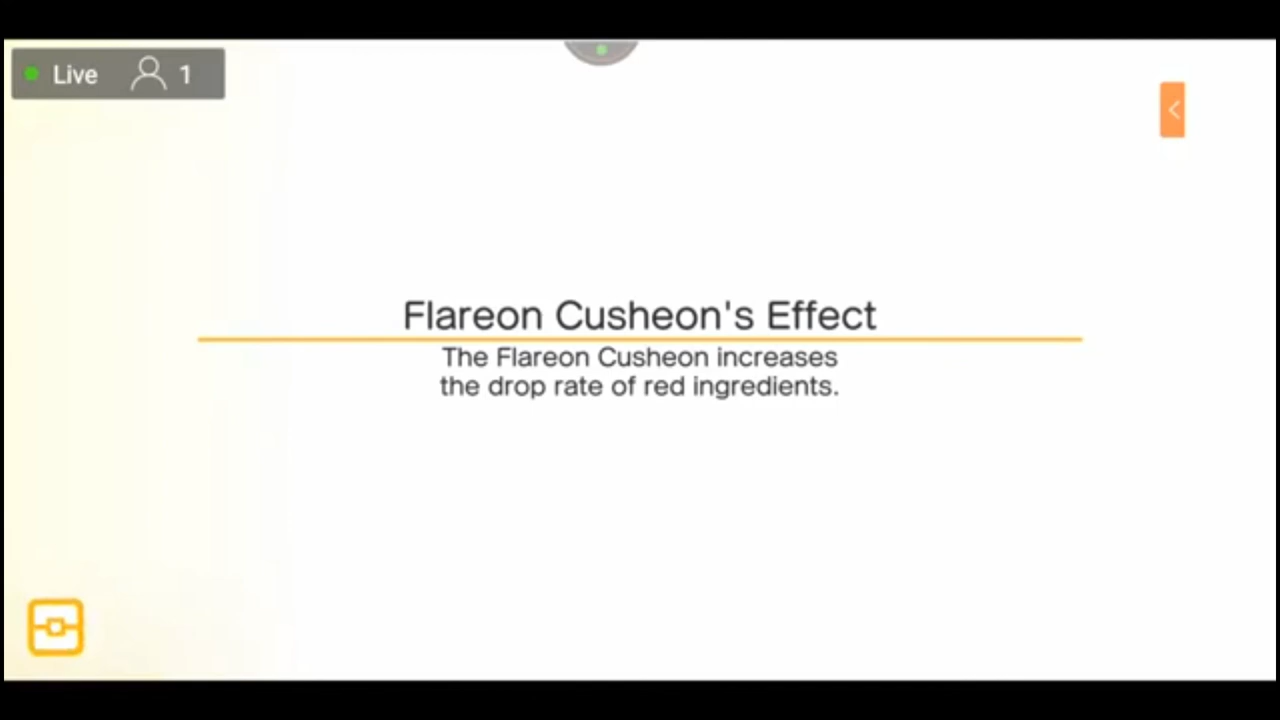 Live 1
Flareon Cusheon's Effect
The Flareon Cusheon increases
the drop rate of red ingredients.